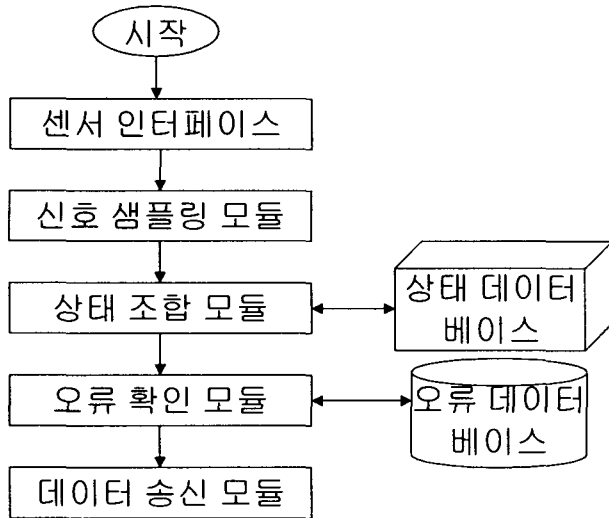 시작
센서 인터페이스
신호 샘플링 모듈
상태 조합 모듈
상태 데이터
베이스
오류 확인 모듈
오류 데이터
베이스
데이터 송신 모듈